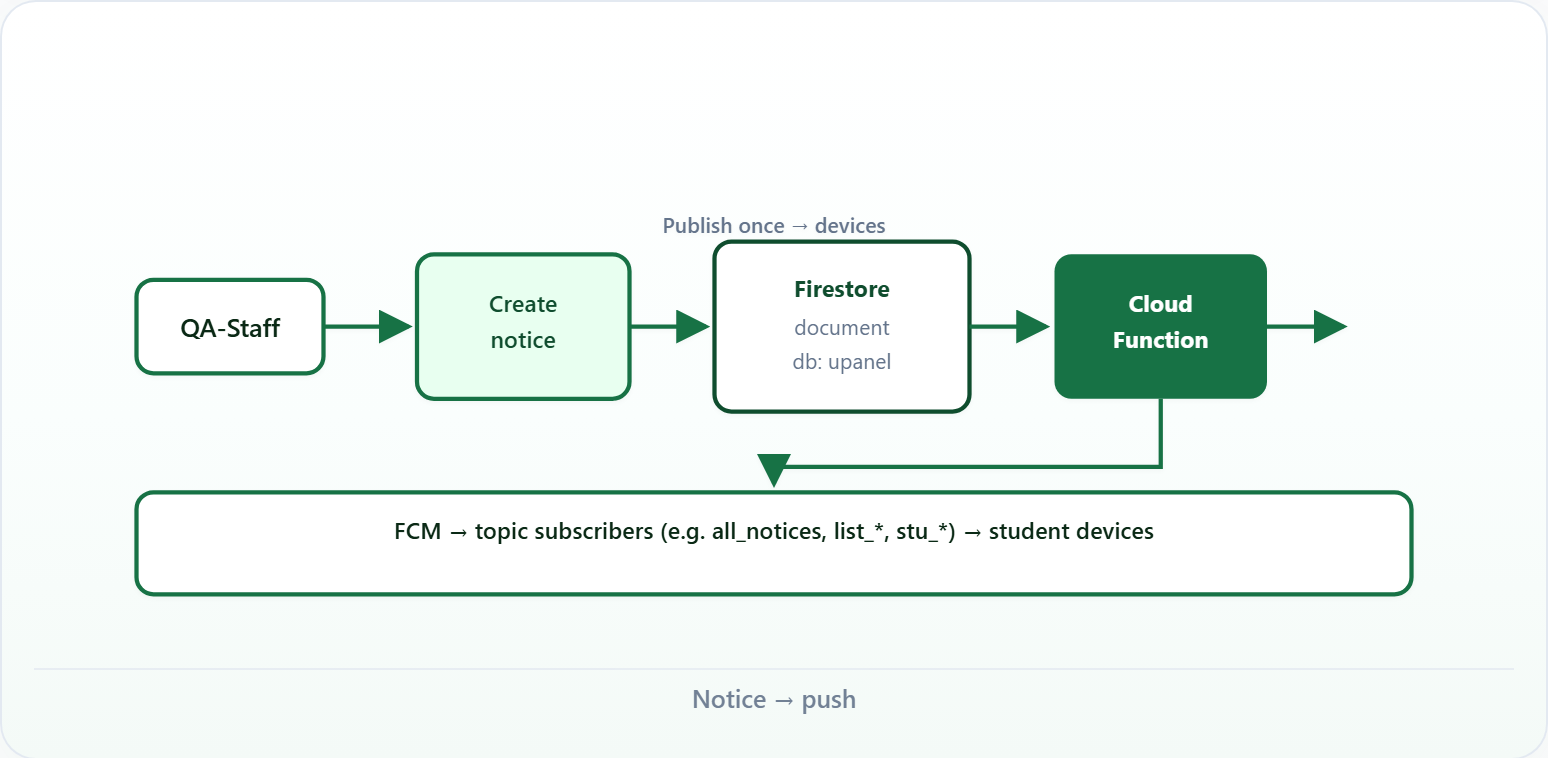 Publish once → devices
QA-Staff
Create
notice
Firestore
document
db: upanel
Cloud
Function
FCM → topic subscribers (e.g. all_notices, list_*, stu_*) → student devices
Notice → push